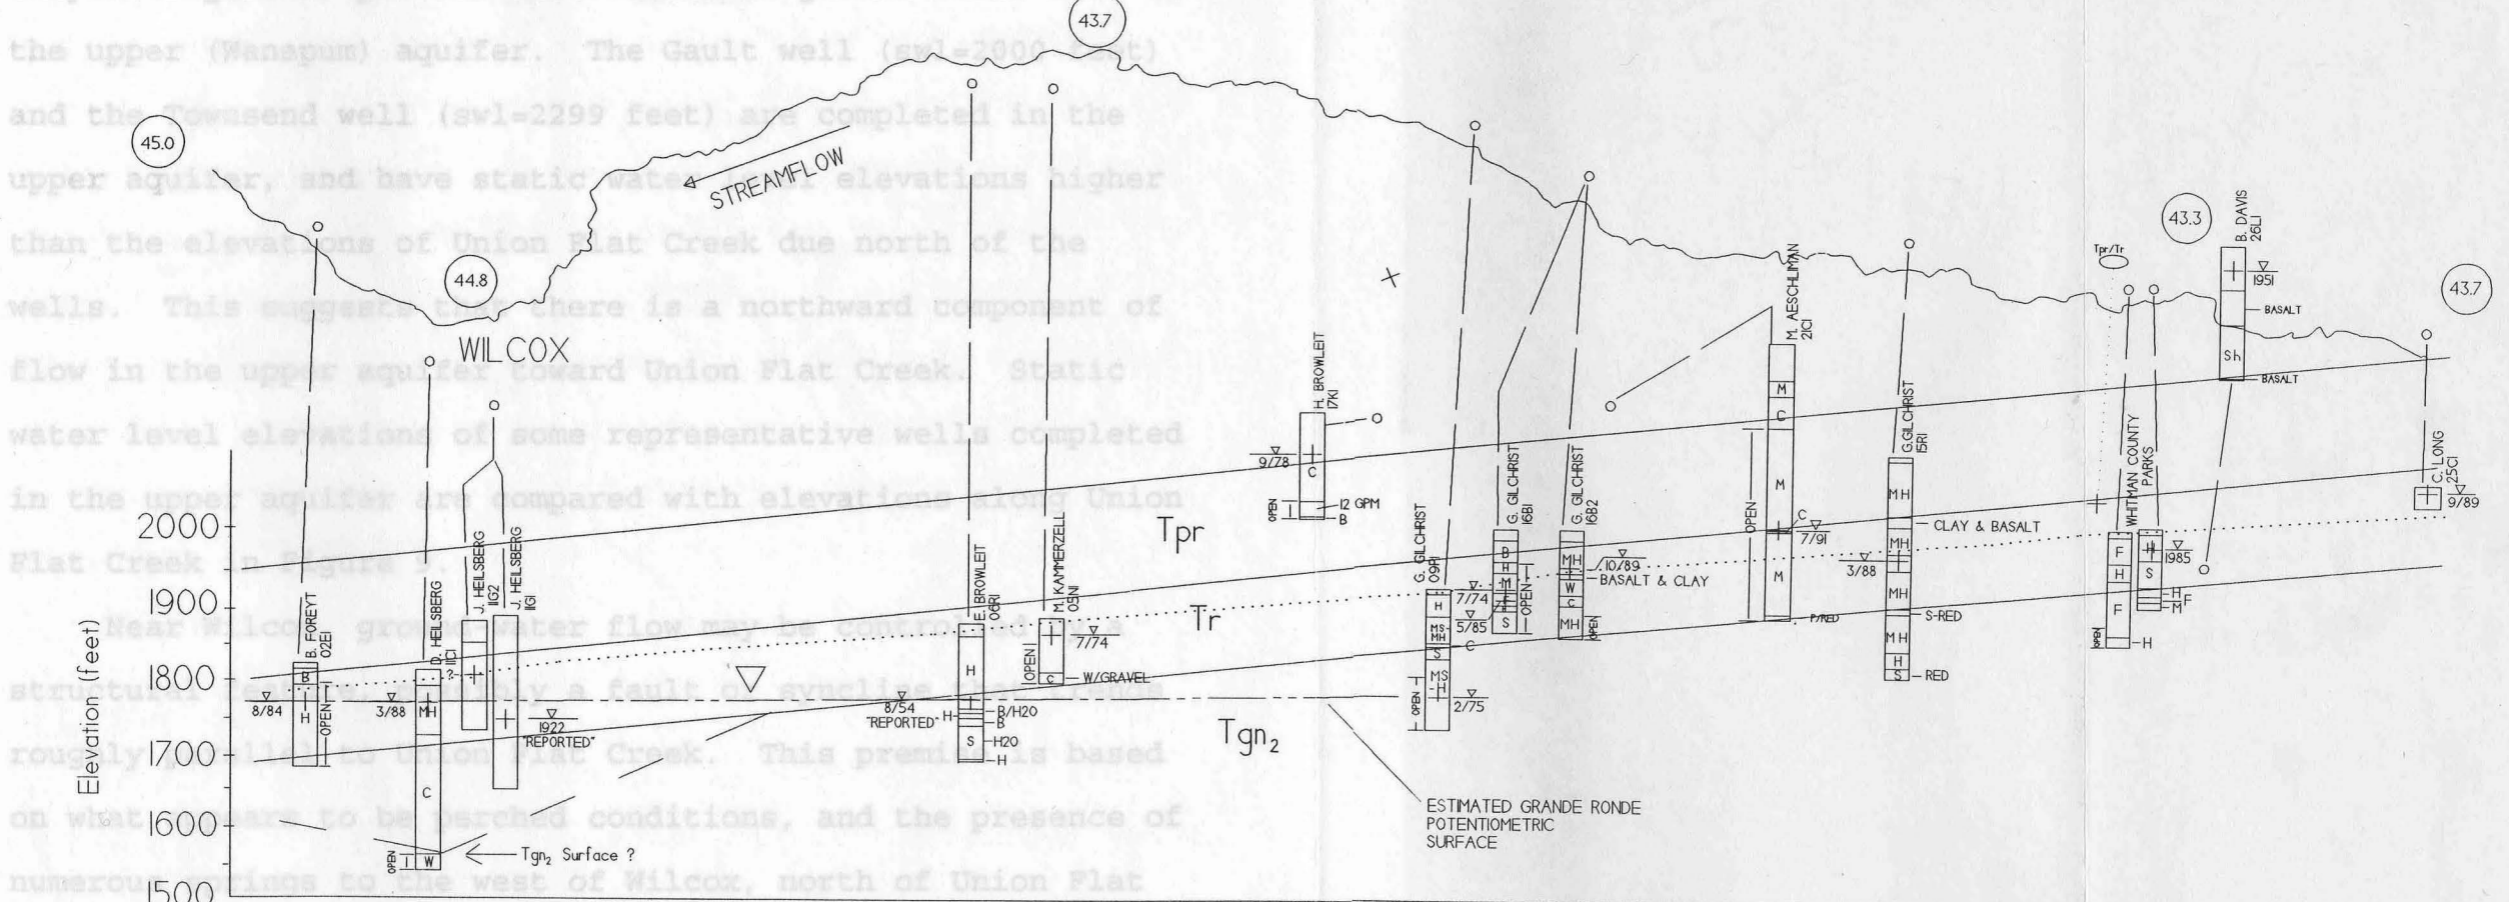 the upper (Wanapum) aquifer. The Gault well (swl=2000 feet)
and the Townsend well (swl=2299 feet) are completed in the
upper aquifer, and have static water level elevations higher
than the elevations of Union Flat Creek due north of the
wells. This suggests that there is a northward component of
flow in the upper aquifer toward Union Flat Creek. Static
water level elevations of some representative wells completed
in the upper aquifer are compared with elevations along Union
Flat Creek in Figure 9.
Near Wilcox, ground water flow may be controlled by a
structural feature, possibly a fault or syncline that trends
roughly parallel to Union Flat Creek. This premise is based
on what appears to be perched conditions, and the presence of
numerous springs to the west of Wilcox, north of Union Flat
43.7
45.0
STREAMFLOW
44.8
WILCOX
43.3
43.7
Tpr/Tr
B. DAVIS
26L1
1951
BASALT
Sh
BASALT
M. AESCHLIMAN
21C1
M
C
OPEN
M
C
7/91
M
P/RED
H. BROWLEIT
17K1
9/78
C
OPEN
12 GPM
B
G. GILCHRIST
15R1
MH
CLAY & BASALT
MH
3/88
MH
S-RED
MH
H
S
RED
WHITMAN COUNTY
PARKS
F
H
F
OPEN
H
H
1985
S
H
F
M
C. LONG
25C1
9/89
G. GILCHRIST
16B1
B
H
M
F
H
S
OPEN
7/74
5/85
G. GILCHRIST
16B2
MH
10/89
BASALT & CLAY
W
C
MH
OPEN
G. GILCHRIST
09R1
H
MS
MH
C
S
MS
H
OPEN
2/75
Tpr
Tr
Tgn2
E. BROWLEIT
06R1
H
8/54
"REPORTED"
H
B/H20
B
S
H20
H
M. KAMMERZELL
05N1
7/74
OPEN
C
W/GRAVEL
B. FOREYT
02E1
B
H
8/84
OPEN
D. HEILSBERG
11C1
?
3/88
MH
C
OPEN
W
J. HEILSBERG
11G2
J. HEILSBERG
11G1
1922
"REPORTED"
Tgn2 Surface ?
ESTIMATED GRANDE RONDE
POTENTIOMETRIC
SURFACE
Elevation (feet)
2000
1900
1800
1700
1600
1500